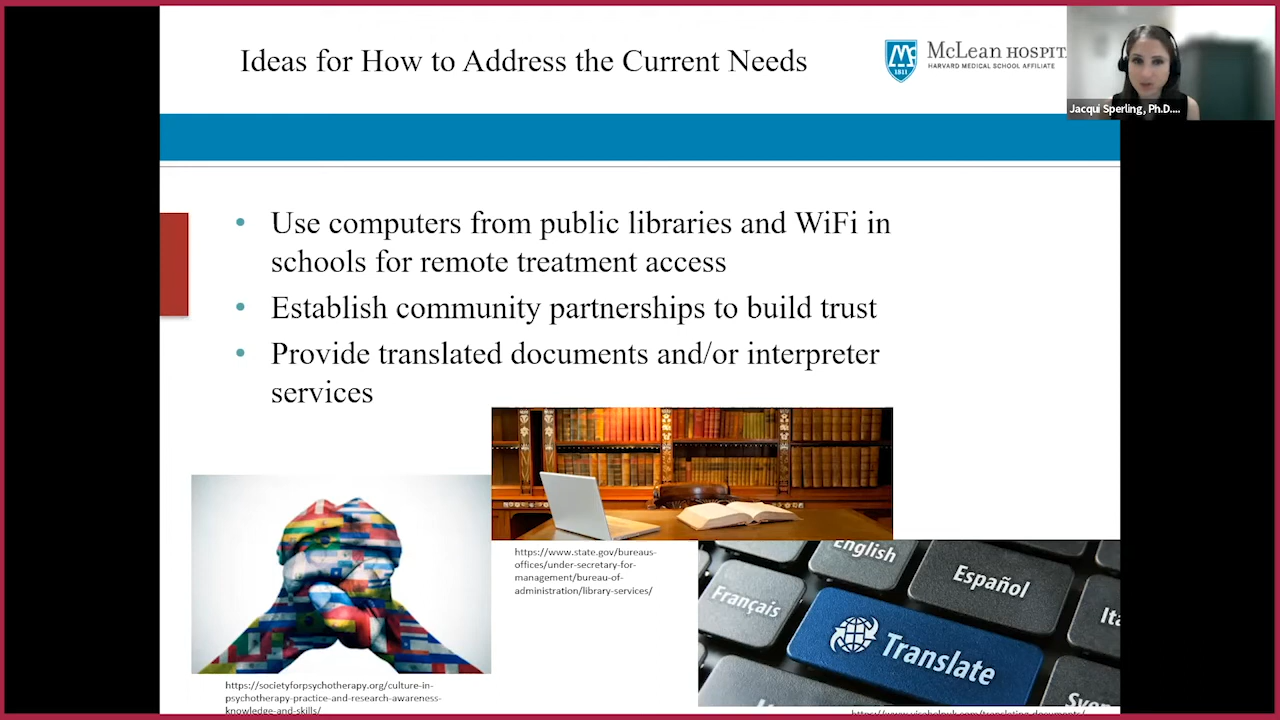 Ideas for How to Address the Current Needs
McLean HOSPIT
HARVARD MEDICAL SCHOOL AFFILIATE
1811
Jacqui Sperling, Ph.D....
• Use computers from public libraries and WiFi in
schools for remote treatment access
• Establish community partnerships to build trust
• Provide translated documents and/or interpreter
services
https://www.state.gov/bureaus-
offices/under-secretary-for-
management/bureau-of-
administration/library-services/
English
Español
Français
Translate
https://societyforpsychotherapy.org/culture-in-
psychotherapy-practice-and-research-awareness-
knowledge-and-skills/